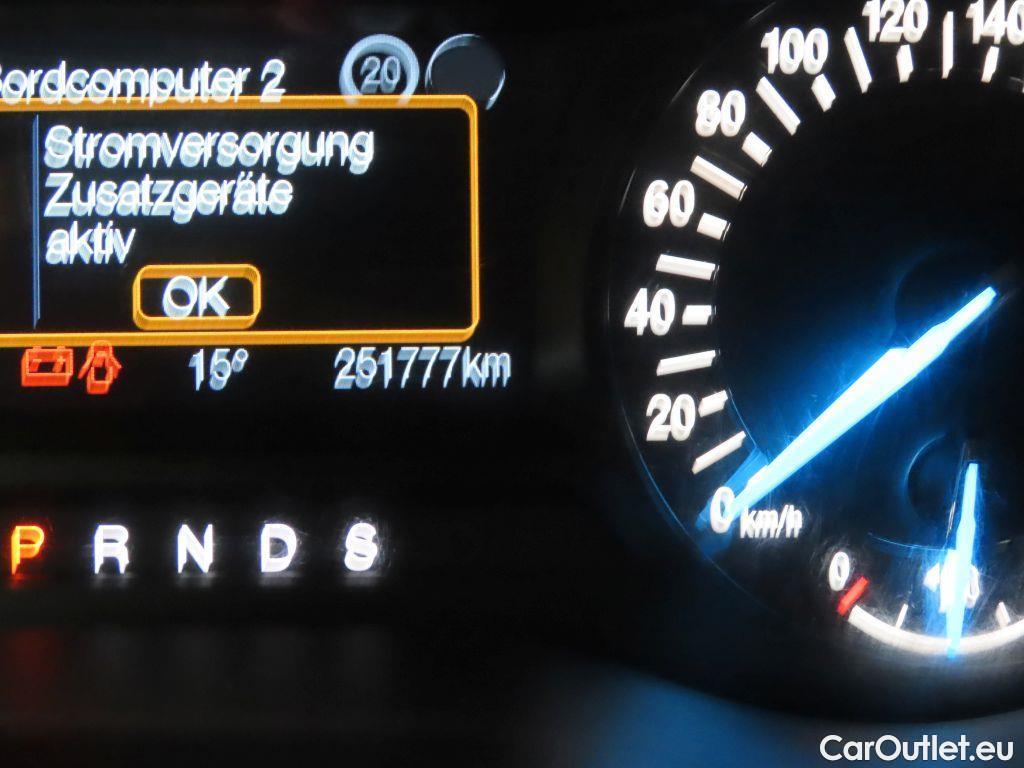 Bordcomputer 2
20
Stromversorgung
Zusatzgeräte
aktiv
OK
15°
251777km
P R N D S
0
20
40
60
80
100
120
140
km/h
0
CarOutlet.eu